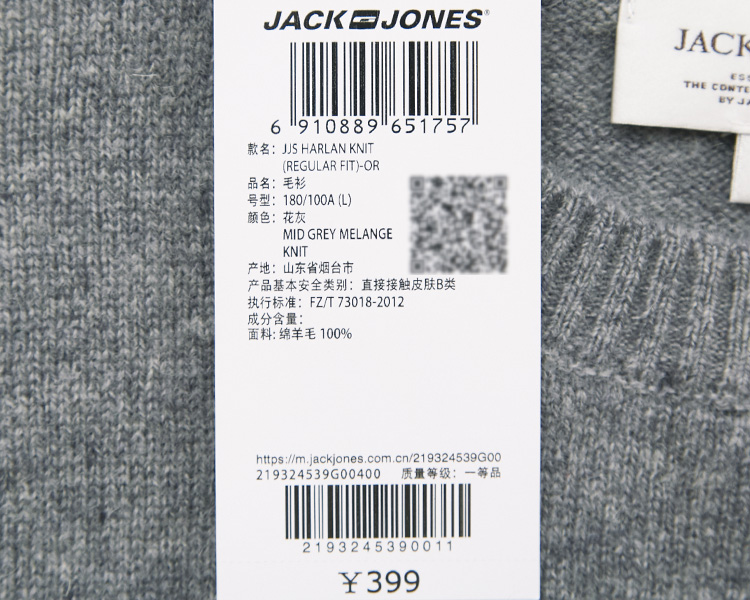 JACK JONES®
6 910889 651757
款名: JJS HARLAN KNIT
(REGULAR FIT)-OR
品名: 毛衫
号型: 180/100A (L)
颜色: 花灰
MID GREY MELANGE
KNIT
产地: 山东省烟台市
产品基本安全类别: 直接接触皮肤B类
执行标准: FZ/T 73018-2012
成分含量:
面料: 绵羊毛 100%
https://m.jackjones.com.cn/219324539G00
219324539G00400 质量等级: 一等品
2193245390011
￥399
JACK
THE CONTE
BY JA